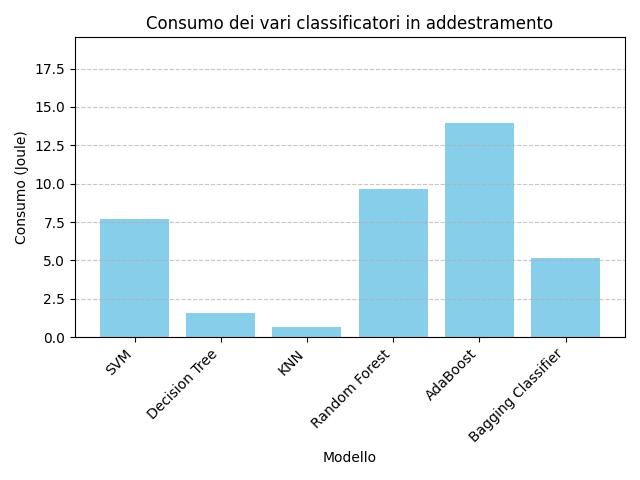 Consumo dei vari classificatori in addestramento
Consumo (Joule)
17.5
15.0
12.5
10.0
7.5
5.0
2.5
0.0
SVM
Decision Tree
KNN
Random Forest
AdaBoost
Bagging Classifier
Modello